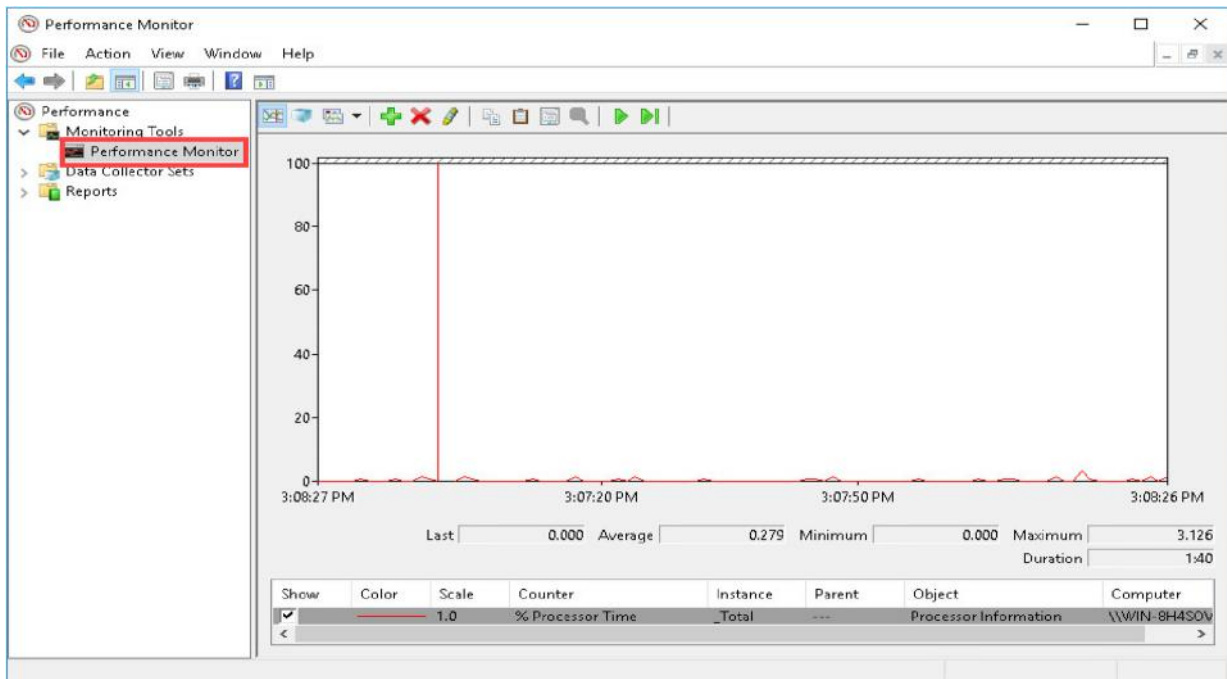 Performance Monitor
File Action View Window Help
Performance
Monitoring Tools
Performance Monitor
Data Collector Sets
Reports
100
80
60
40
20
0
3:08:27 PM 3:07:20 PM 3:07:50 PM 3:08:26 PM
Last 0.000 Average 0.279 Minimum 0.000 Maximum 3.126
Duration 1:40
Show Color Scale Counter Instance Parent Object Computer
1.0 % Processor Time _Total --- Processor Information \\WIN-8H4SOV